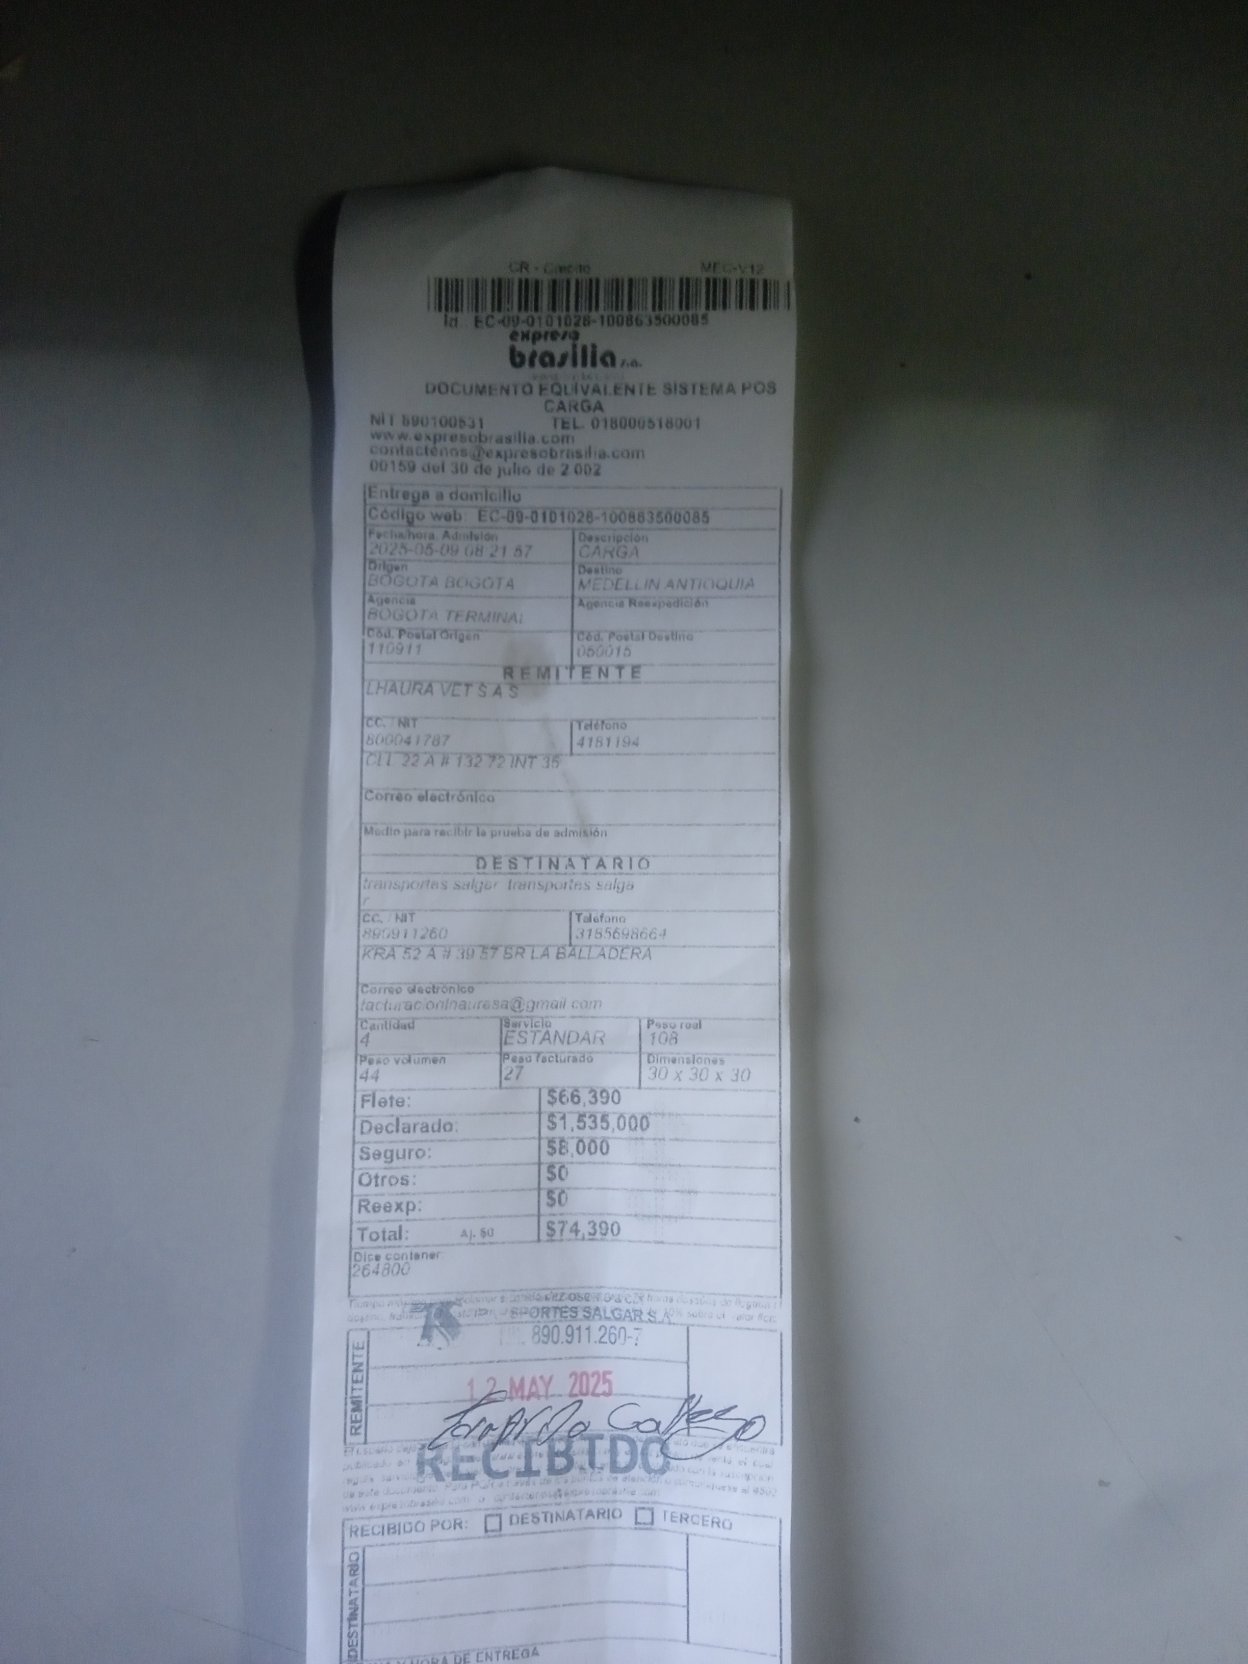 CR - Crédito MEC-V12
Id EC-09-0101028-100863500085
expreso
brasilia s.a.
DOCUMENTO EQUIVALENTE SISTEMA POS
CARGA
NIT 890100531 TEL. 018000518001
www.expresobrasilia.com
contactenos@expresobrasilia.com
00159 del 30 de julio de 2 002
Entrega a domicilio
Código web: EC-09-0101028-100863500085
Fecha/hora. Admisión Descripción
2025-05-09 08 21 57 CARGA
Origen Destino
BOGOTA BOGOTA MEDELLIN ANTIOQUIA
Agencia Agencia Reexpedición
BOGOTA TERMINAL
Cód. Postal Origen Cód. Postal Destino
110911 050015
REMITENTE
LHAURA VET S A S
CC. / NIT Teléfono
800041787 4181194
CLL 22 A # 132 72 INT 35
Correo electrónico
Medio para recibir la prueba de admisión
DESTINATARIO
transportes salgar transportes salga
r
CC. / NIT Teléfono
890911260 3185698664
KRA 52 A # 39 57 BR LA BALLADERA
Correo electrónico
Cantidad Servicio Peso real
4 ESTANDAR 108
Peso volumen Peso facturado Dimensiones
44 27 30 x 30 x 30
Flete: $66,390
Declarado: $1,535,000
Seguro: $8,000
Otros: $0
Reexp: $0
Total: Aj. $0 $74,390
Dice contener:
264800
SPORTES SALGAR S.A.
890.911.260-7
REMITENTE
12 MAY 2025
RECIBIDO
RECIBIDO POR: DESTINATARIO TERCERO
DESTINATARIO
HORA DE ENTREGA